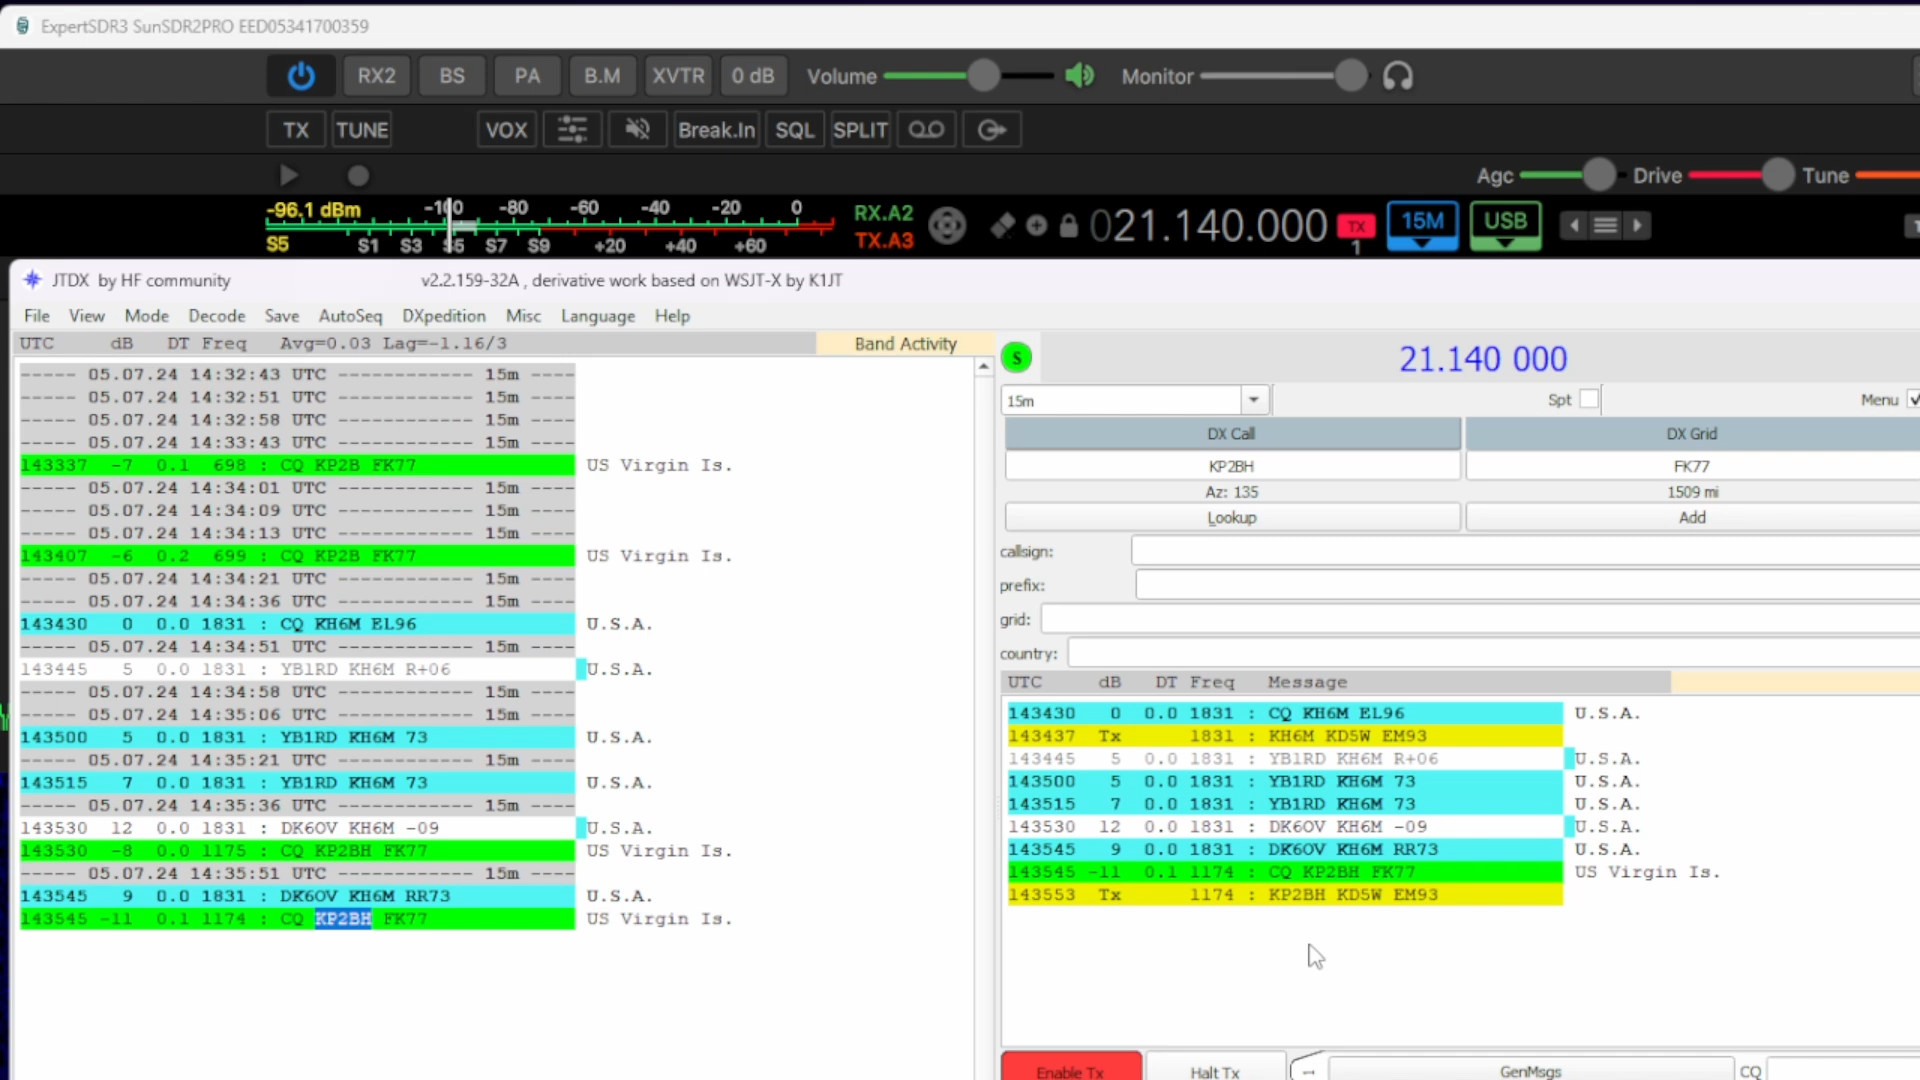 ExpertSDR3 SunSDR2PRO EED05341700359
RX2 BS PA B.M XVTR 0 dB Volume Monitor
TX TUNE VOX Break.In SQL SPLIT
Agc Drive Tune
-96.1 dBm -100 -80 -60 -40 -20 0
S5 S1 S3 S5 S7 S9 +20 +40 +60
RX.A2
TX.A3
021.140.000 TX 1 15M USB
JTDX by HF community v2.2.159-32A , derivative work based on WSJT-X by K1JT
File View Mode Decode Save AutoSeq DXpedition Misc Language Help
UTC dB DT Freq Avg=0.03 Lag=-1.16/3 Band Activity
----- 05.07.24 14:32:43 UTC ------------ 15m ----
----- 05.07.24 14:32:51 UTC ------------ 15m ----
----- 05.07.24 14:32:58 UTC ------------ 15m ----
----- 05.07.24 14:33:43 UTC ------------ 15m ----
143337 -7 0.1 698 : CQ KP2B FK77 US Virgin Is.
----- 05.07.24 14:34:01 UTC ------------ 15m ----
----- 05.07.24 14:34:09 UTC ------------ 15m ----
----- 05.07.24 14:34:13 UTC ------------ 15m ----
143407 -6 0.2 699 : CQ KP2B FK77 US Virgin Is.
----- 05.07.24 14:34:21 UTC ------------ 15m ----
----- 05.07.24 14:34:36 UTC ------------ 15m ----
143430 0 0.0 1831 : CQ KH6M EL96 U.S.A.
----- 05.07.24 14:34:51 UTC ------------ 15m ----
143445 5 0.0 1831 : YB1RD KH6M R+06 U.S.A.
----- 05.07.24 14:34:58 UTC ------------ 15m ----
----- 05.07.24 14:35:06 UTC ------------ 15m ----
143500 5 0.0 1831 : YB1RD KH6M 73 U.S.A.
----- 05.07.24 14:35:21 UTC ------------ 15m ----
143515 7 0.0 1831 : YB1RD KH6M 73 U.S.A.
----- 05.07.24 14:35:36 UTC ------------ 15m ----
143530 12 0.0 1831 : DK6OV KH6M -09 U.S.A.
143530 -8 0.0 1175 : CQ KP2BH FK77 US Virgin Is.
----- 05.07.24 14:35:51 UTC ------------ 15m ----
143545 9 0.0 1831 : DK6OV KH6M RR73 U.S.A.
143545 -11 0.1 1174 : CQ KP2BH FK77 US Virgin Is.
S 21.140 000
15m Spt Menu
DX Call DX Grid
KP2BH FK77
Az: 135 1509 mi
Lookup Add
callsign:
prefix:
grid:
country:
UTC dB DT Freq Message
143430 0 0.0 1831 : CQ KH6M EL96 U.S.A.
143437 Tx 1831 : KH6M KD5W EM93
143445 5 0.0 1831 : YB1RD KH6M R+06 U.S.A.
143500 5 0.0 1831 : YB1RD KH6M 73 U.S.A.
143515 7 0.0 1831 : YB1RD KH6M 73 U.S.A.
143530 12 0.0 1831 : DK6OV KH6M -09 U.S.A.
143545 9 0.0 1831 : DK6OV KH6M RR73 U.S.A.
143545 -11 0.1 1174 : CQ KP2BH FK77 US Virgin Is.
143553 Tx 1174 : KP2BH KD5W EM93
Enable Tx Halt Tx GenMsgs CQ